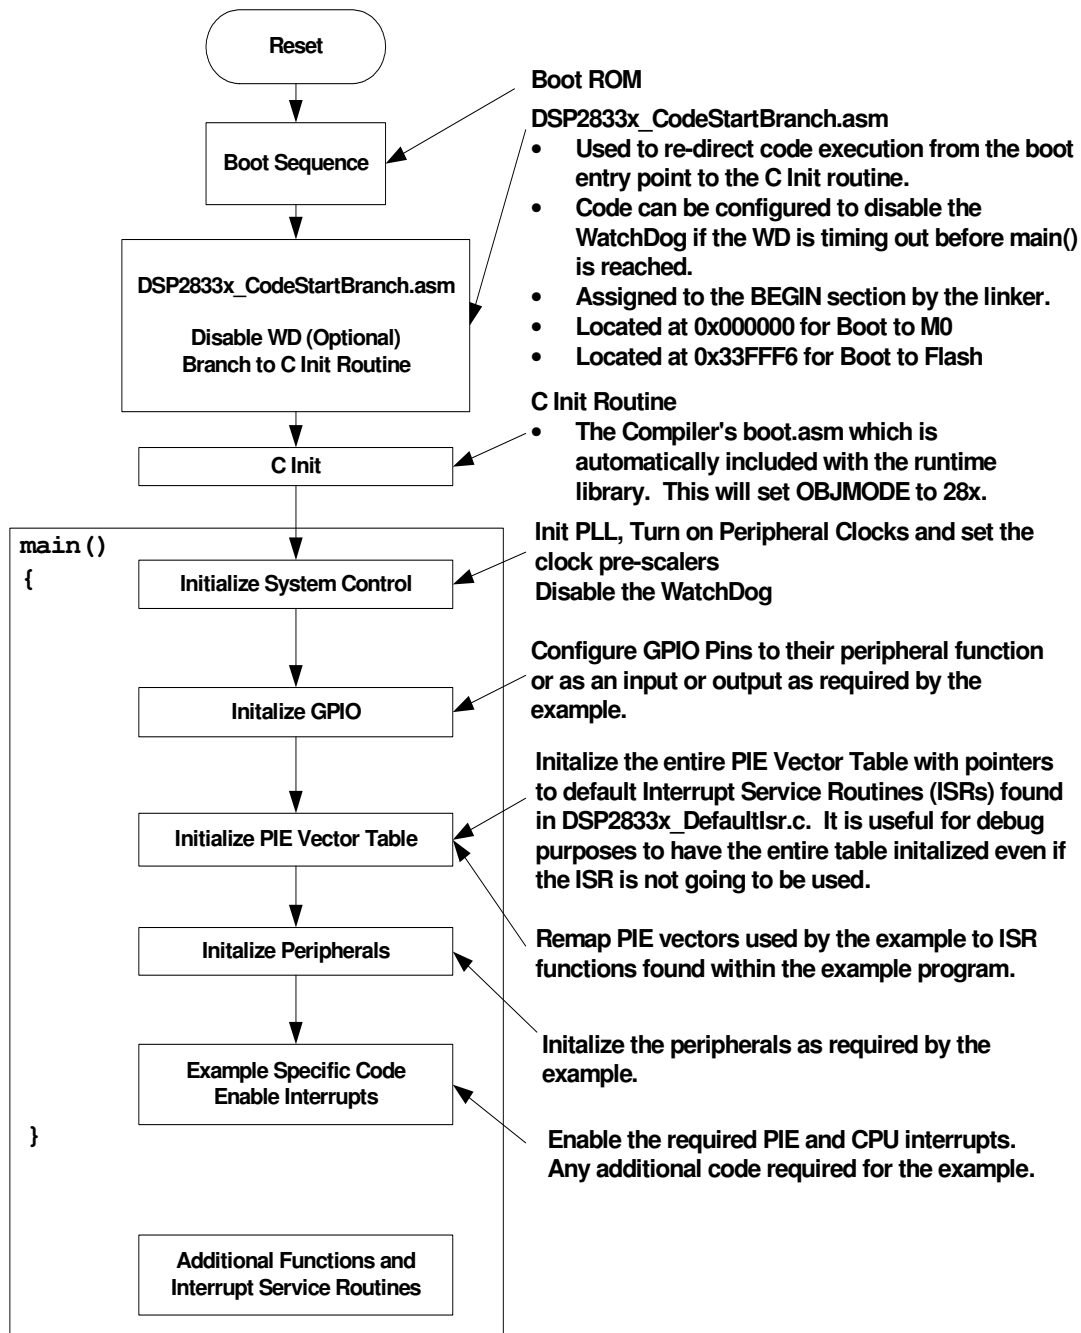 Reset
Boot Sequence
Boot ROM
DSP2833x_CodeStartBranch.asm
• Used to re-direct code execution from the boot
entry point to the C Init routine.
• Code can be configured to disable the
WatchDog if the WD is timing out before main()
is reached.
• Assigned to the BEGIN section by the linker.
• Located at 0x000000 for Boot to M0
• Located at 0x33FFF6 for Boot to Flash
DSP2833x_CodeStartBranch.asm
Disable WD (Optional)
Branch to C Init Routine
C Init Routine
• The Compiler's boot.asm which is
automatically included with the runtime
library. This will set OBJMODE to 28x.
C Init
main()
{
Initialize System Control
Init PLL, Turn on Peripheral Clocks and set the
clock pre-scalers
Disable the WatchDog
Initalize GPIO
Configure GPIO Pins to their peripheral function
or as an input or output as required by the
example.
Initialize PIE Vector Table
Initalize the entire PIE Vector Table with pointers
to default Interrupt Service Routines (ISRs) found
in DSP2833x_DefaultIsr.c. It is useful for debug
purposes to have the entire table initalized even if
the ISR is not going to be used.
Remap PIE vectors used by the example to ISR
functions found within the example program.
Initalize Peripherals
Initalize the peripherals as required by the
example.
Example Specific Code
Enable Interrupts
Enable the required PIE and CPU interrupts.
Any additional code required for the example.
}
Additional Functions and
Interrupt Service Routines